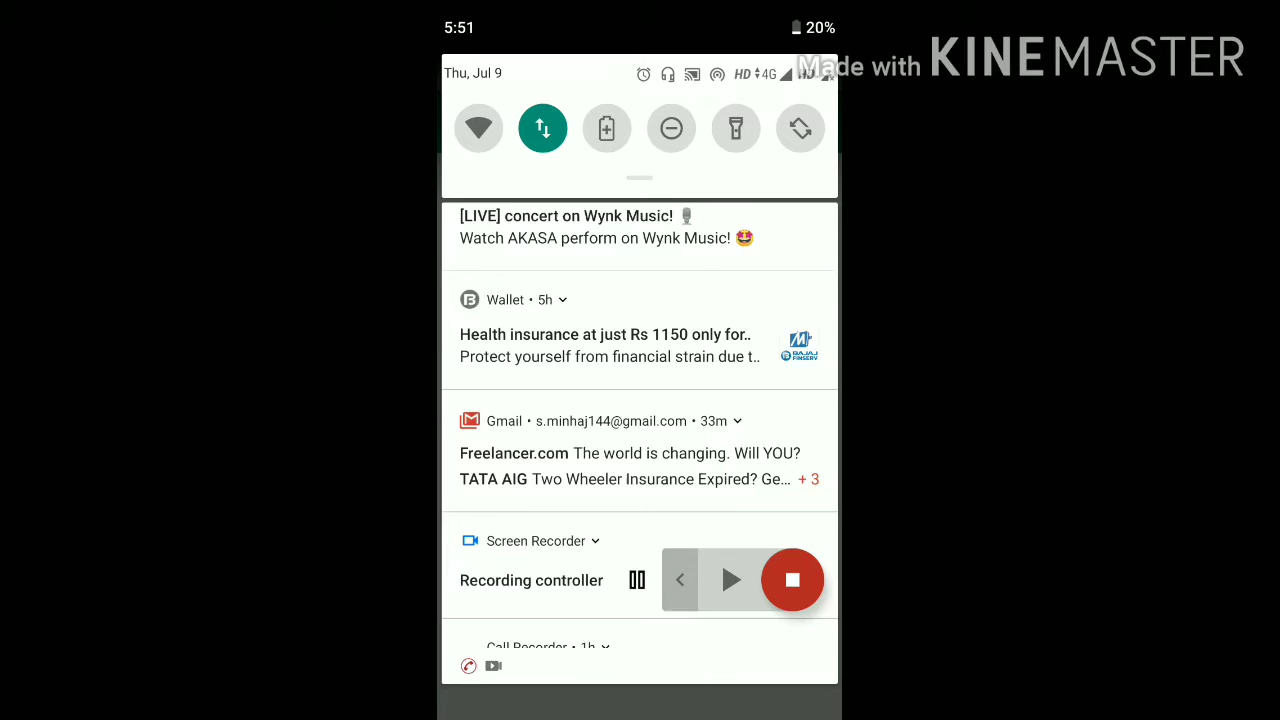 5:51
20%
Made with KINEMASTER
Thu, Jul 9
HD 4G HD
[LIVE] concert on Wynk Music! 🎙
Watch AKASA perform on Wynk Music! 🤩
Wallet • 5h
Health insurance at just Rs 1150 only for..
Protect yourself from financial strain due t..
BAJAJ
FINSERV
Gmail • s.minhaj144@gmail.com • 33m
Freelancer.com The world is changing. Will YOU?
TATA AIG Two Wheeler Insurance Expired? Ge... + 3
Screen Recorder
Recording controller
Call Recorder • 1h